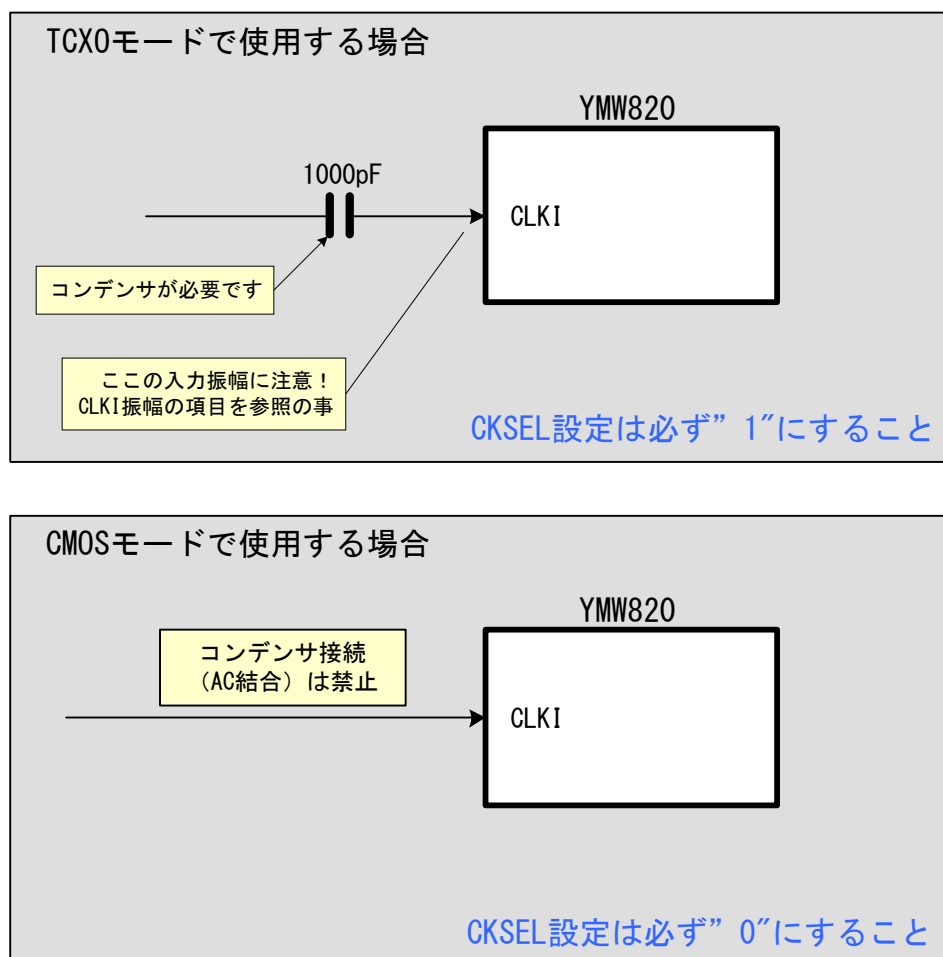 TCXOモードで使用する場合
YMW820
1000pF
CLKI
コンデンサが必要です
ここの入力振幅に注意！
CLKI振幅の項目を参照の事
CKSEL設定は必ず”1″にすること
CMOSモードで使用する場合
YMW820
コンデンサ接続
（AC結合）は禁止
CLKI
CKSEL設定は必ず”0″にすること